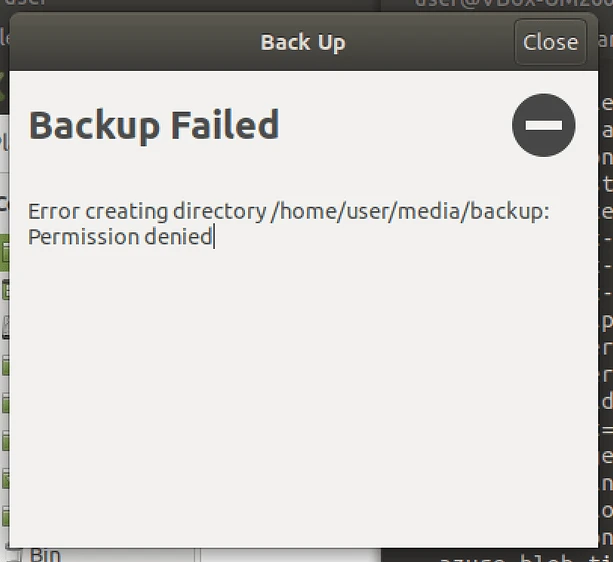 Back Up
Close
Backup Failed
Error creating directory /home/user/media/backup:
Permission denied
Bin